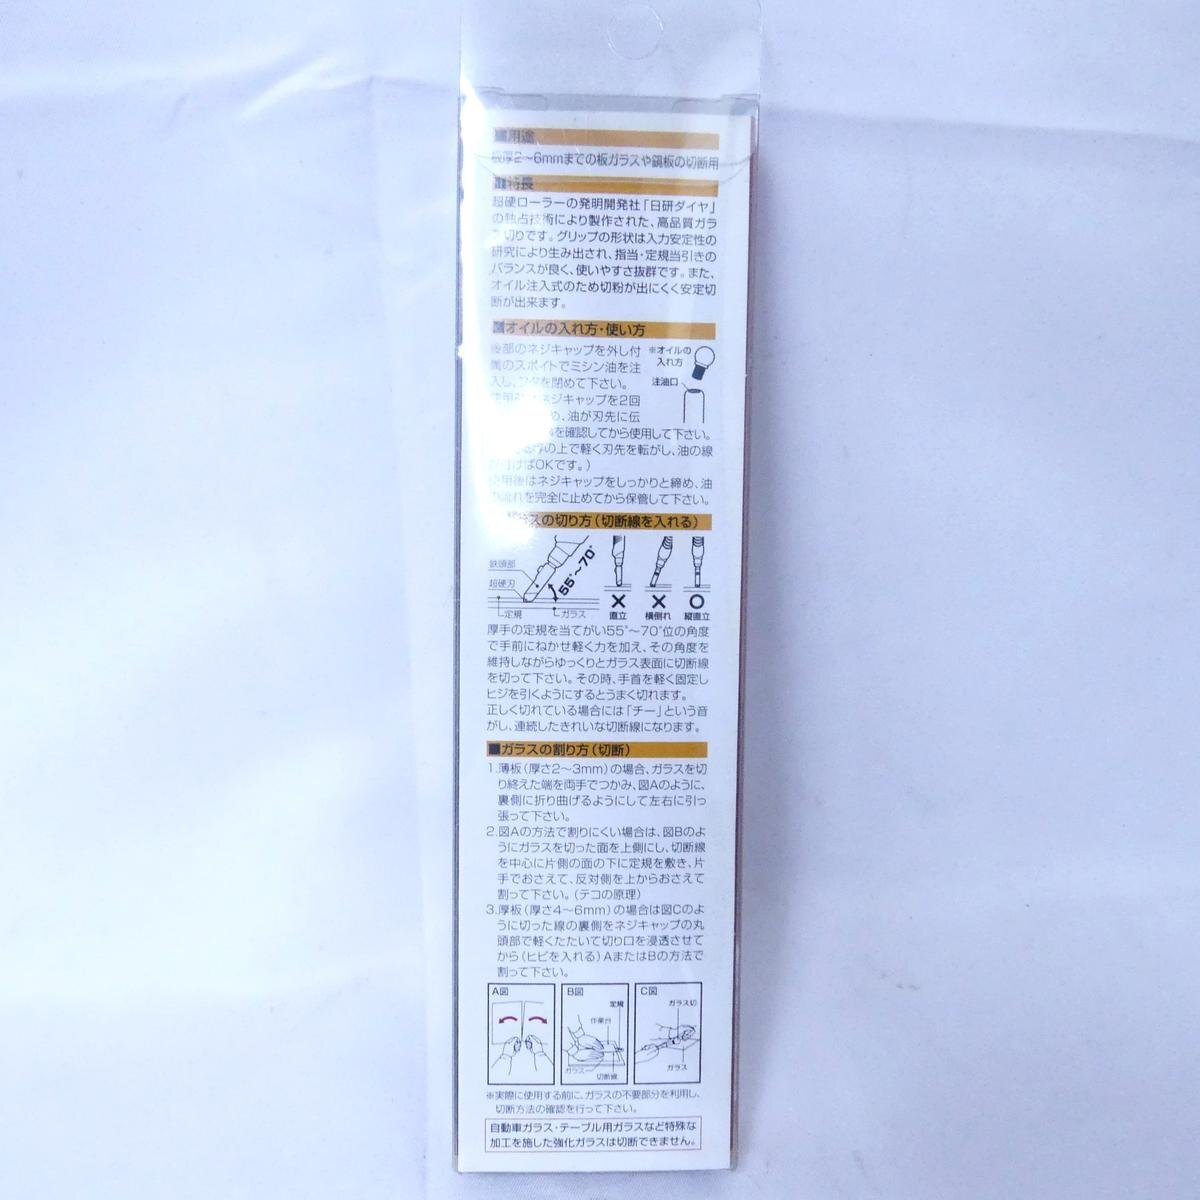 ■用途
板厚2〜6mmまでの板ガラスや鏡板の切断用
■特長
超硬ローラーの発明開発社「日研ダイヤ」
の独占技術により製作された、高品質ガラ
ス切りです。グリップの形状は入力安定性の
研究により生み出され、指当・定規当引きの
バランスが良く、使いやすさ抜群です。また、
オイル注入式のため切粉が出にくく安定切
断が出来ます。
■オイルの入れ方・使い方
後部のネジキャップを外し付
属のスポイトでミシン油を注
入し、フタを閉めて下さい。
ネジキャップを2回
め、油が刃先に伝
を確認してから使用して下さい。
の上で軽く刃先を転がし、油の線
が付けばOKです。)
使用後はネジキャップをしっかりと締め、油
の流れを完全に止めてから保管して下さい。
※オイルの
入れ方
注油口
ガラスの切り方(切断線を入れる)
鉄頭部
超硬刃
定規
ガラス
55°〜70°
× × ○
直立 横倒れ 縦直立
厚手の定規を当てがい55°〜70°位の角度
で手前にねかせ軽く力を加え、その角度を
維持しながらゆっくりとガラス表面に切断線
を切って下さい。その時、手首を軽く固定し
ヒジを引くようにするとうまく切れます。
正しく切れている場合には「チー」という音
がし、連続したきれいな切断線になります。
■ガラスの割り方(切断)
1.薄板(厚さ2〜3mm)の場合、ガラスを切
り終えた端を両手でつかみ、図Aのように、
裏側に折り曲げるようにして左右に引っ
張って下さい。
2.図Aの方法で割りにくい場合は、図Bのよ
うにガラスを切った面を上側にし、切断線
を中心に片側の面の下に定規を敷き、片
手でおさえて、反対側を上からおさえて
割って下さい。(テコの原理)
3.厚板(厚さ4〜6mm)の場合は図Cのよ
うに切った線の裏側をネジキャップの丸
頭部で軽くたたいて切り口を浸透させて
から(ヒビを入れる)AまたはBの方法で
割って下さい。
A図
B図
定規
作業台
ガラス
切断線
C図
ガラス切
ガラス
※実際に使用する前に、ガラスの不要部分を利用し、
切断方法の確認を行って下さい。
自動車ガラス・テーブル用ガラスなど特殊な
加工を施した強化ガラスは切断できません。